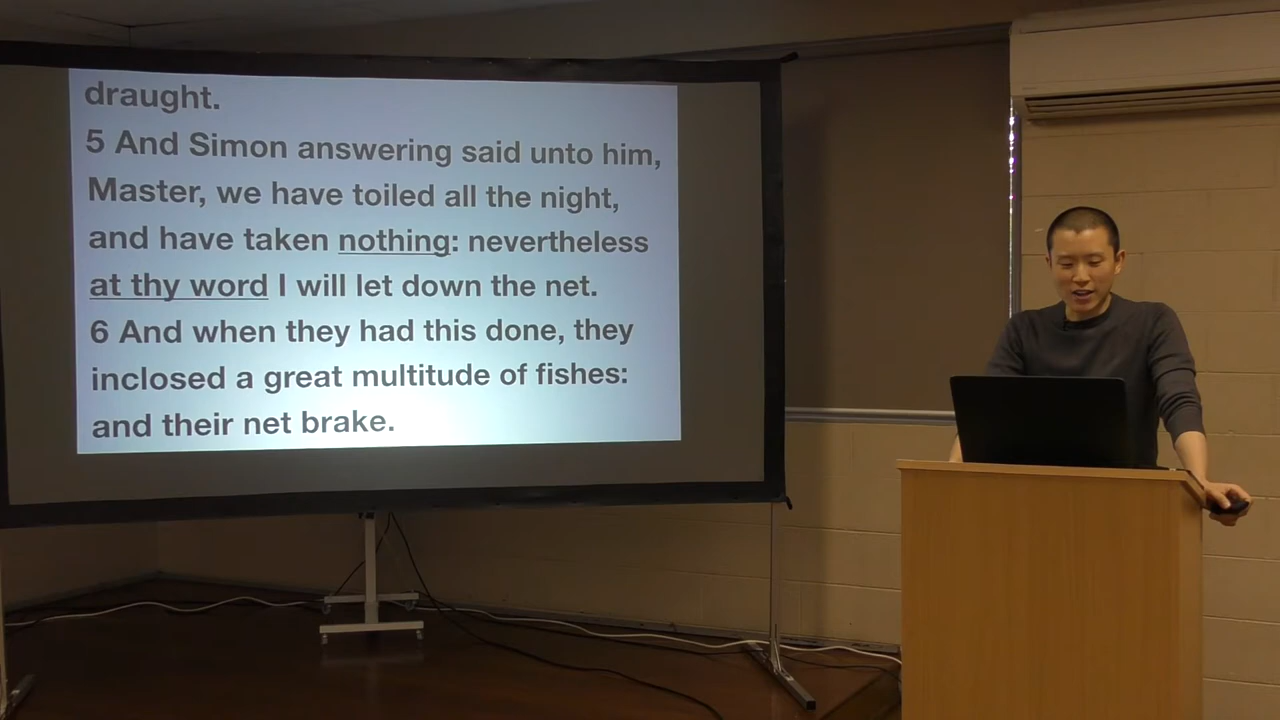 draught.
5 And Simon answering said unto him,
Master, we have toiled all the night,
and have taken nothing: nevertheless
at thy word I will let down the net.
6 And when they had this done, they
inclosed a great multitude of fishes:
and their net brake.